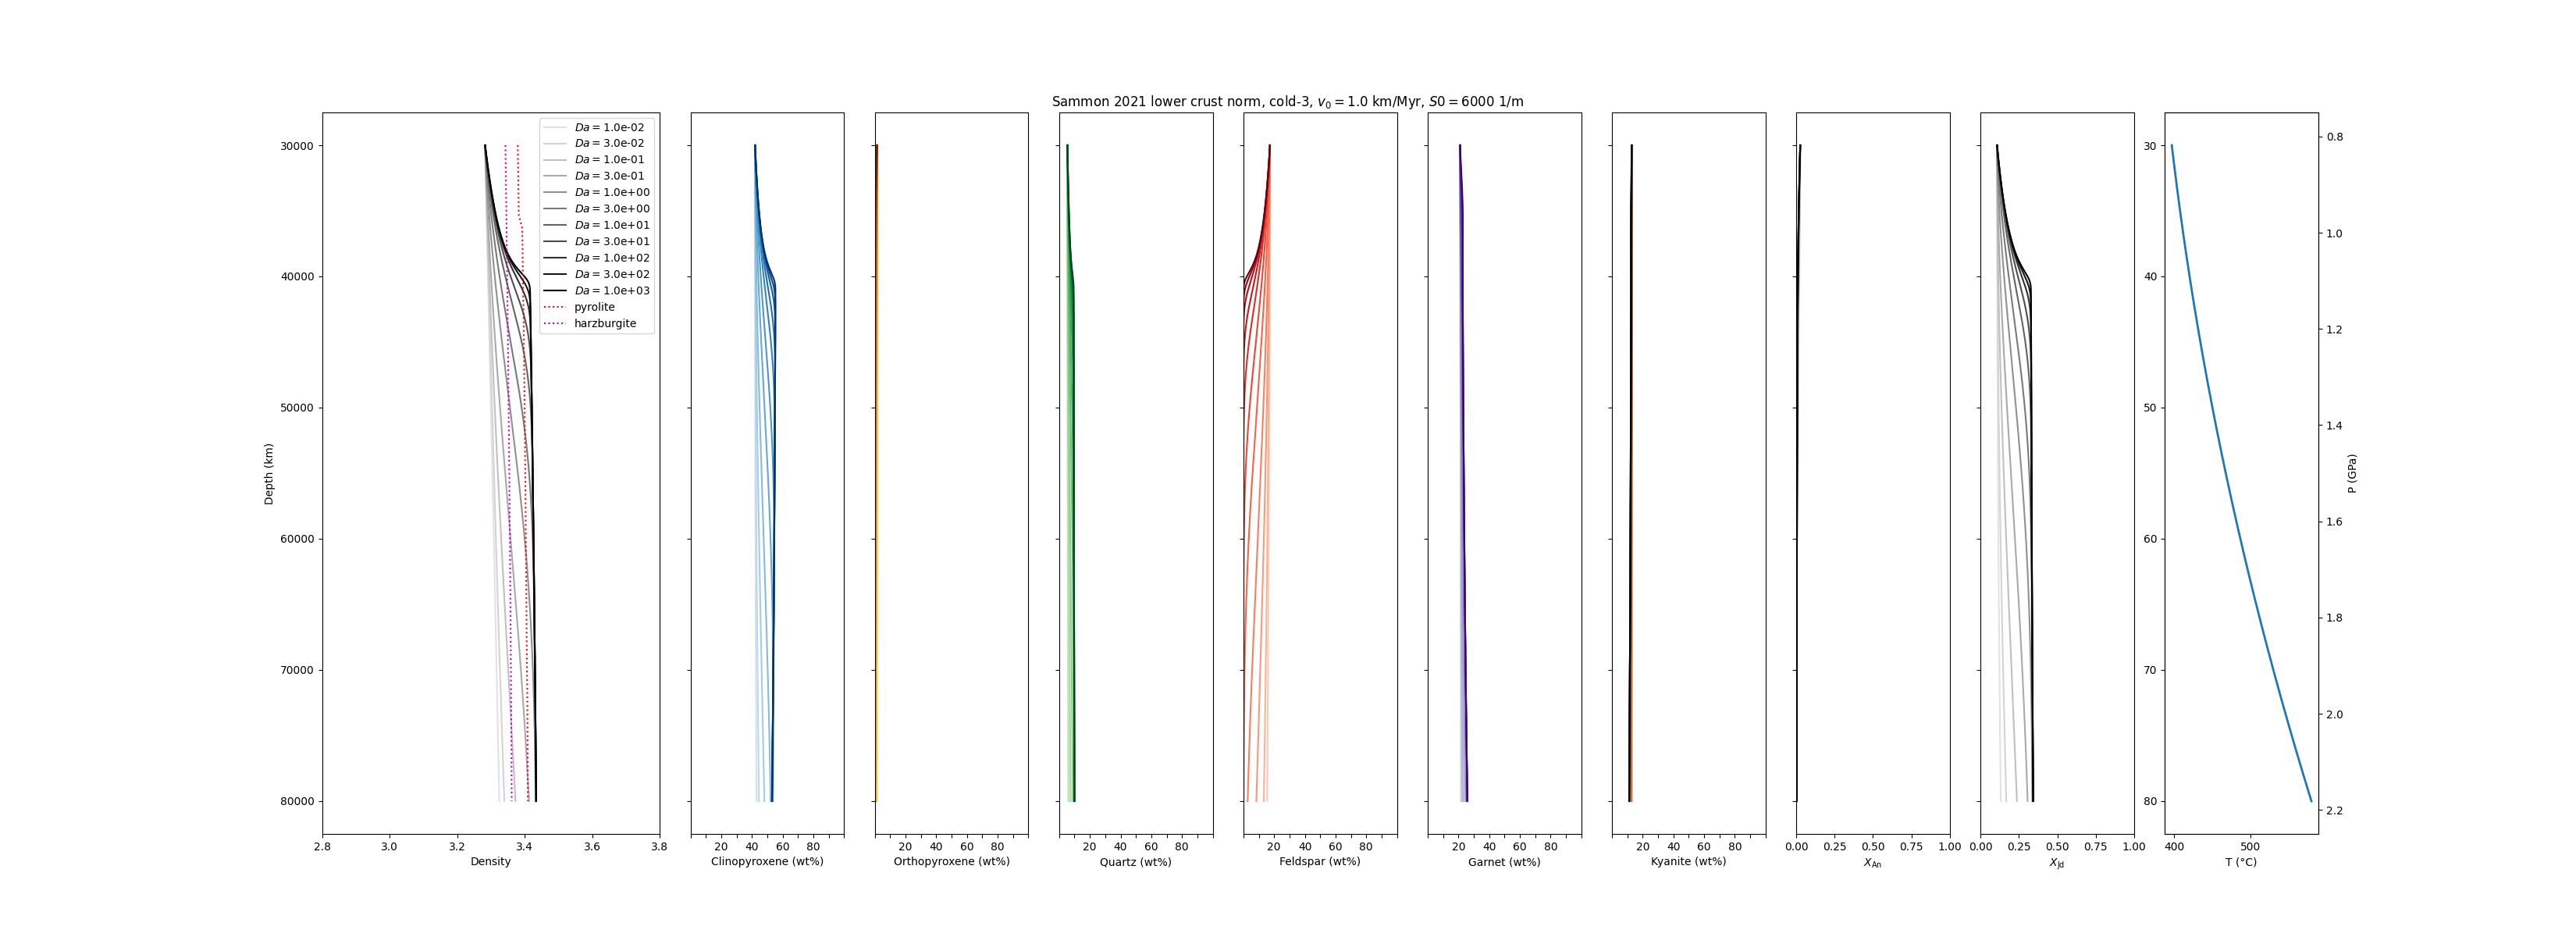 Sammon 2021 lower crust norm, cold-3, v₀ = 1.0 km/Myr, S0 = 6000 1/m
Da = 1.0e-02
Da = 3.0e-02
Da = 1.0e-01
Da = 3.0e-01
Da = 1.0e+00
Da = 3.0e+00
Da = 1.0e+01
Da = 3.0e+01
Da = 1.0e+02
Da = 3.0e+02
Da = 1.0e+03
pyrolite
harzburgite
30000
40000
50000
60000
70000
80000
Depth (km)
2.8 3.0 3.2 3.4 3.6 3.8
Density
20 40 60 80
Clinopyroxene (wt%)
20 40 60 80
Orthopyroxene (wt%)
20 40 60 80
Quartz (wt%)
20 40 60 80
Feldspar (wt%)
20 40 60 80
Garnet (wt%)
20 40 60 80
Kyanite (wt%)
0.00 0.25 0.50 0.75 1.00
X_An
0.00 0.25 0.50 0.75 1.00
X_Jd
30
40
50
60
70
80
400 500
T (°C)
0.8
1.0
1.2
1.4
1.6
1.8
2.0
2.2
P (GPa)